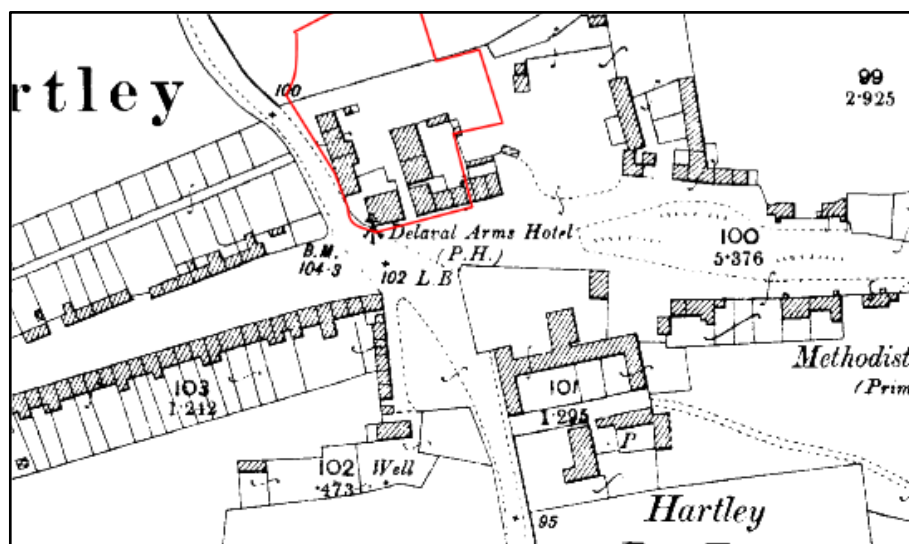 rtley
100
99
2·925
Delaval Arms Hotel
(P.H.)
B.M.
104·3
102 L.B
100
5·376
Methodist
(Prim
103
1·212
101
1·295
P
102
·473
Well
95
Hartley